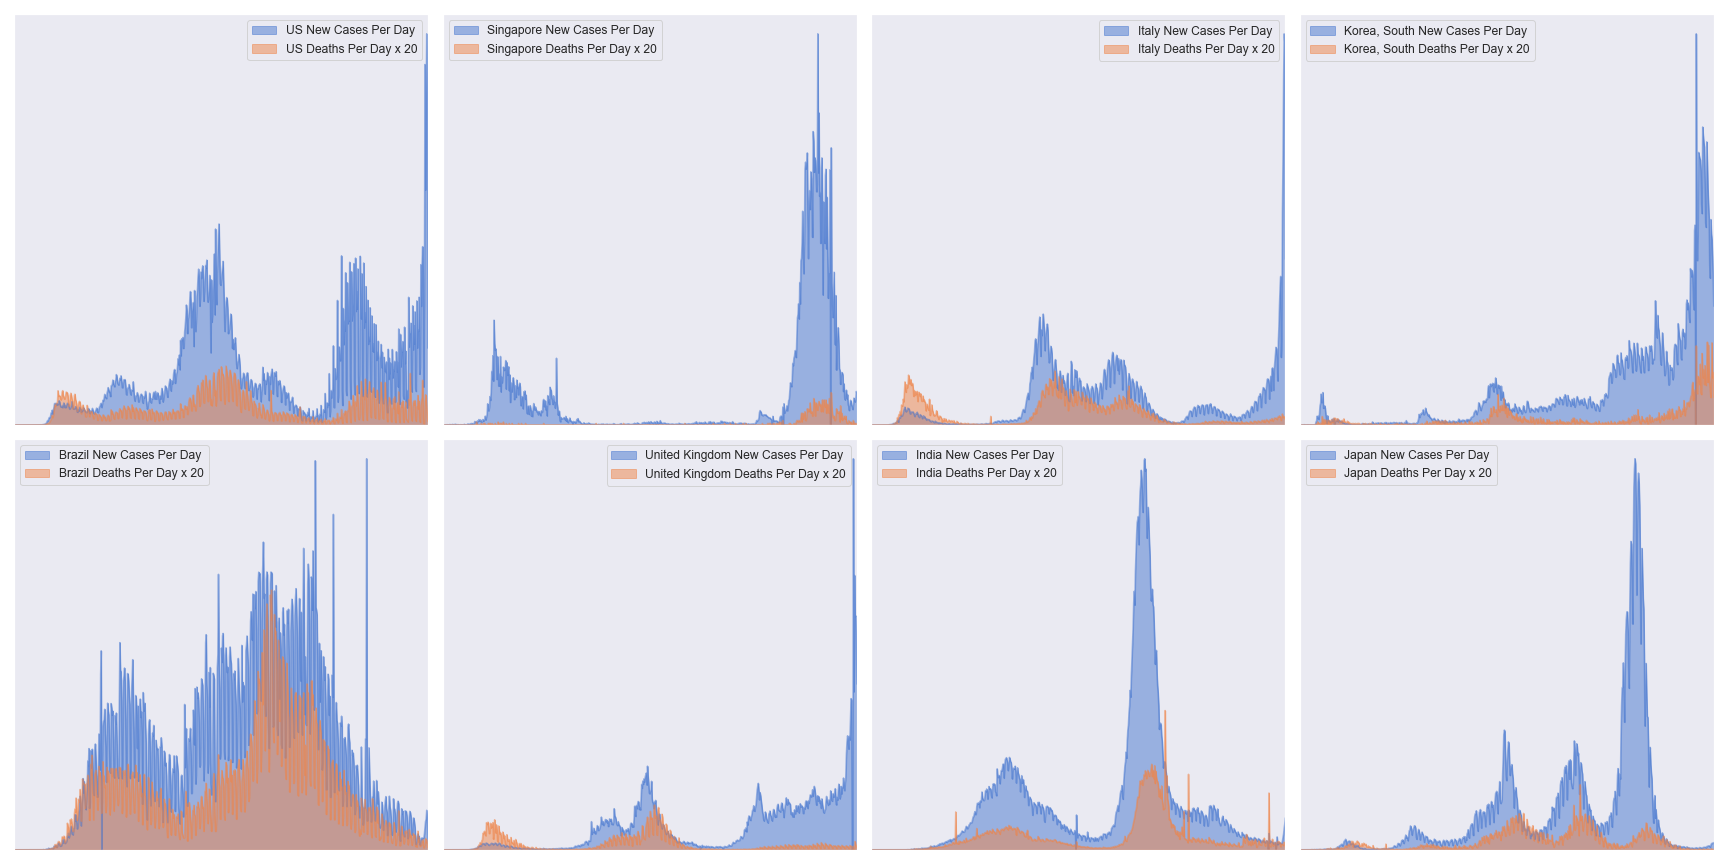 US New Cases Per Day
US Deaths Per Day x 20
Singapore New Cases Per Day
Singapore Deaths Per Day x 20
Italy New Cases Per Day
Italy Deaths Per Day x 20
Korea, South New Cases Per Day
Korea, South Deaths Per Day x 20
Brazil New Cases Per Day
Brazil Deaths Per Day x 20
United Kingdom New Cases Per Day
United Kingdom Deaths Per Day x 20
India New Cases Per Day
India Deaths Per Day x 20
Japan New Cases Per Day
Japan Deaths Per Day x 20